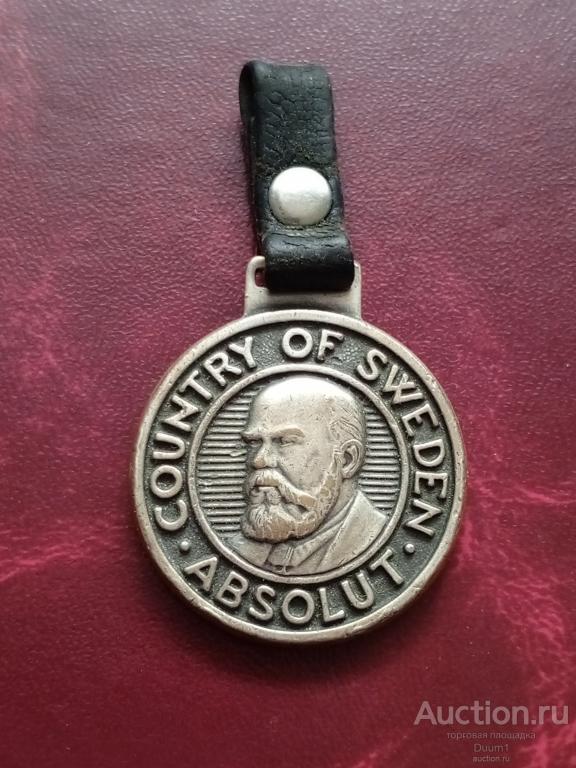 COUNTRY OF SWEDEN
· ABSOLUT ·
Auction.ru
торговая площадка
Duum1
auction.ru